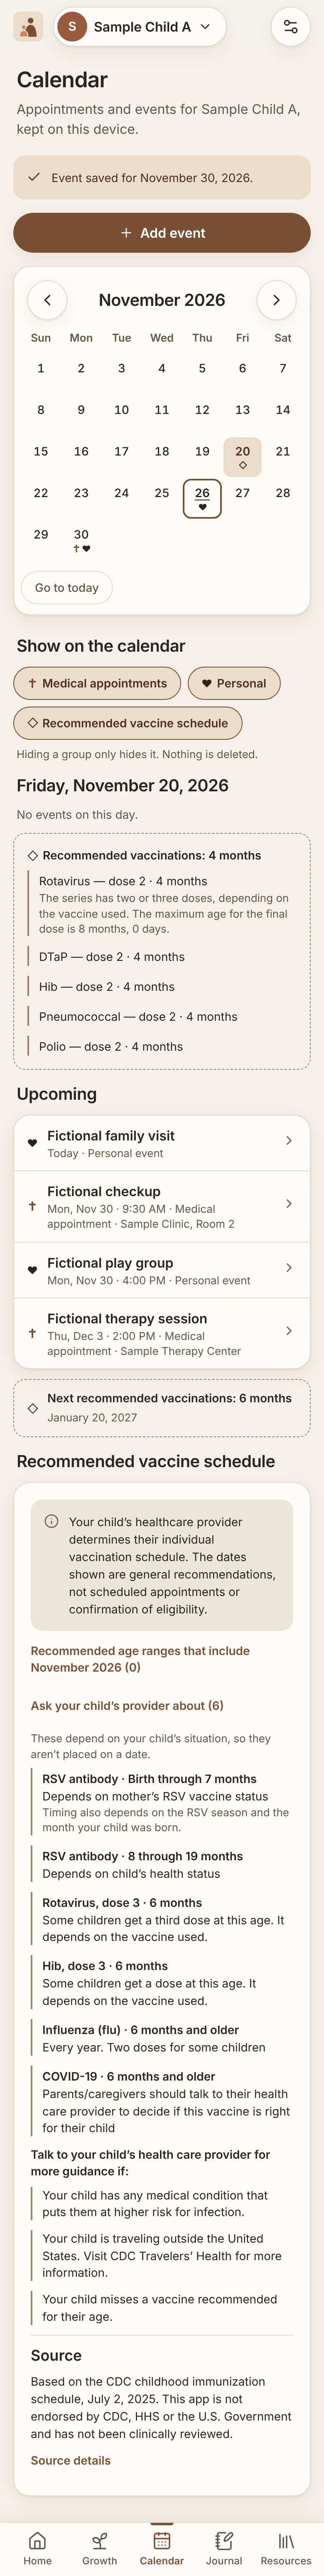 S Sample Child A
Calendar
Appointments and events for Sample Child A,
kept on this device.
Event saved for November 30, 2026.
Add event
November 2026
Sun Mon Tue Wed Thu Fri Sat
1 2 3 4 5 6 7
8 9 10 11 12 13 14
15 16 17 18 19 20 21
22 23 24 25 26 27 28
29 30
Go to today
Show on the calendar
Medical appointments Personal
Recommended vaccine schedule
Hiding a group only hides it. Nothing is deleted.
Friday, November 20, 2026
No events on this day.
Recommended vaccinations: 4 months
Rotavirus — dose 2 · 4 months
The series has two or three doses, depending on
the vaccine used. The maximum age for the final
dose is 8 months, 0 days.
DTaP — dose 2 · 4 months
Hib — dose 2 · 4 months
Pneumococcal — dose 2 · 4 months
Polio — dose 2 · 4 months
Upcoming
Fictional family visit
Today · Personal event
Fictional checkup
Mon, Nov 30 · 9:30 AM · Medical
appointment · Sample Clinic, Room 2
Fictional play group
Mon, Nov 30 · 4:00 PM · Personal event
Fictional therapy session
Thu, Dec 3 · 2:00 PM · Medical
appointment · Sample Therapy Center
Next recommended vaccinations: 6 months
January 20, 2027
Recommended vaccine schedule
Your child’s healthcare provider
determines their individual
vaccination schedule. The dates
shown are general recommendations,
not scheduled appointments or
confirmation of eligibility.
Recommended age ranges that include
November 2026 (0)
Ask your child’s provider about (6)
These depend on your child’s situation, so they
aren’t placed on a date.
RSV antibody · Birth through 7 months
Depends on mother’s RSV vaccine status
Timing also depends on the RSV season and the
month your child was born.
RSV antibody · 8 through 19 months
Depends on child’s health status
Rotavirus, dose 3 · 6 months
Some children get a third dose at this age. It
depends on the vaccine used.
Hib, dose 3 · 6 months
Some children get a dose at this age. It
depends on the vaccine used.
Influenza (flu) · 6 months and older
Every year. Two doses for some children
COVID-19 · 6 months and older
Parents/caregivers should talk to their health
care provider to decide if this vaccine is right
for their child
Talk to your child’s health care provider for
more guidance if:
Your child has any medical condition that
puts them at higher risk for infection.
Your child is traveling outside the United
States. Visit CDC Travelers’ Health for more
information.
Your child misses a vaccine recommended
for their age.
Source
Based on the CDC childhood immunization
schedule, July 2, 2025. This app is not
endorsed by CDC, HHS or the U.S. Government
and has not been clinically reviewed.
Source details
Home Growth Calendar Journal Resources